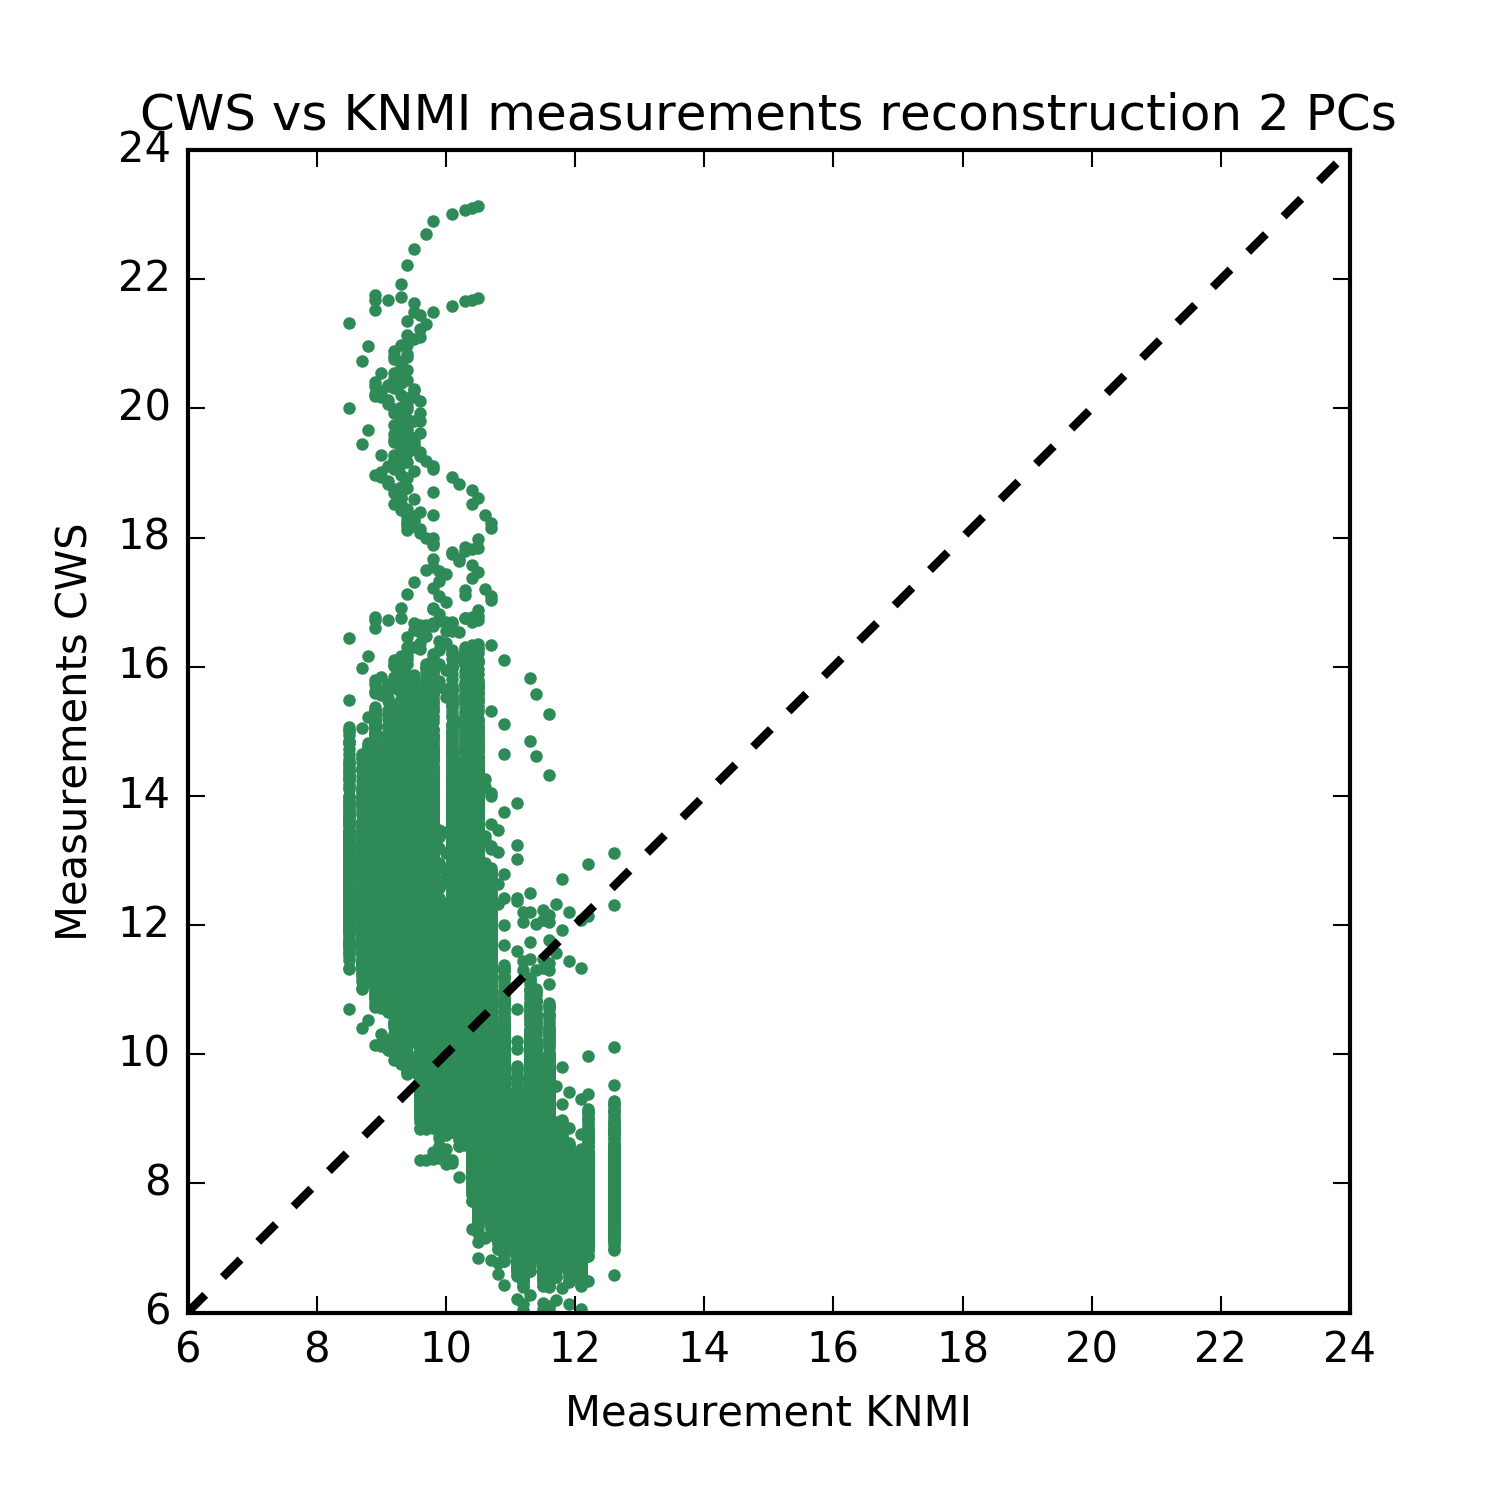 CWS vs KNMI measurements reconstruction 2 PCs
24
22
20
18
16
14
12
10
8
6
Measurements CWS
6 8 10 12 14 16 18 20 22 24
Measurement KNMI